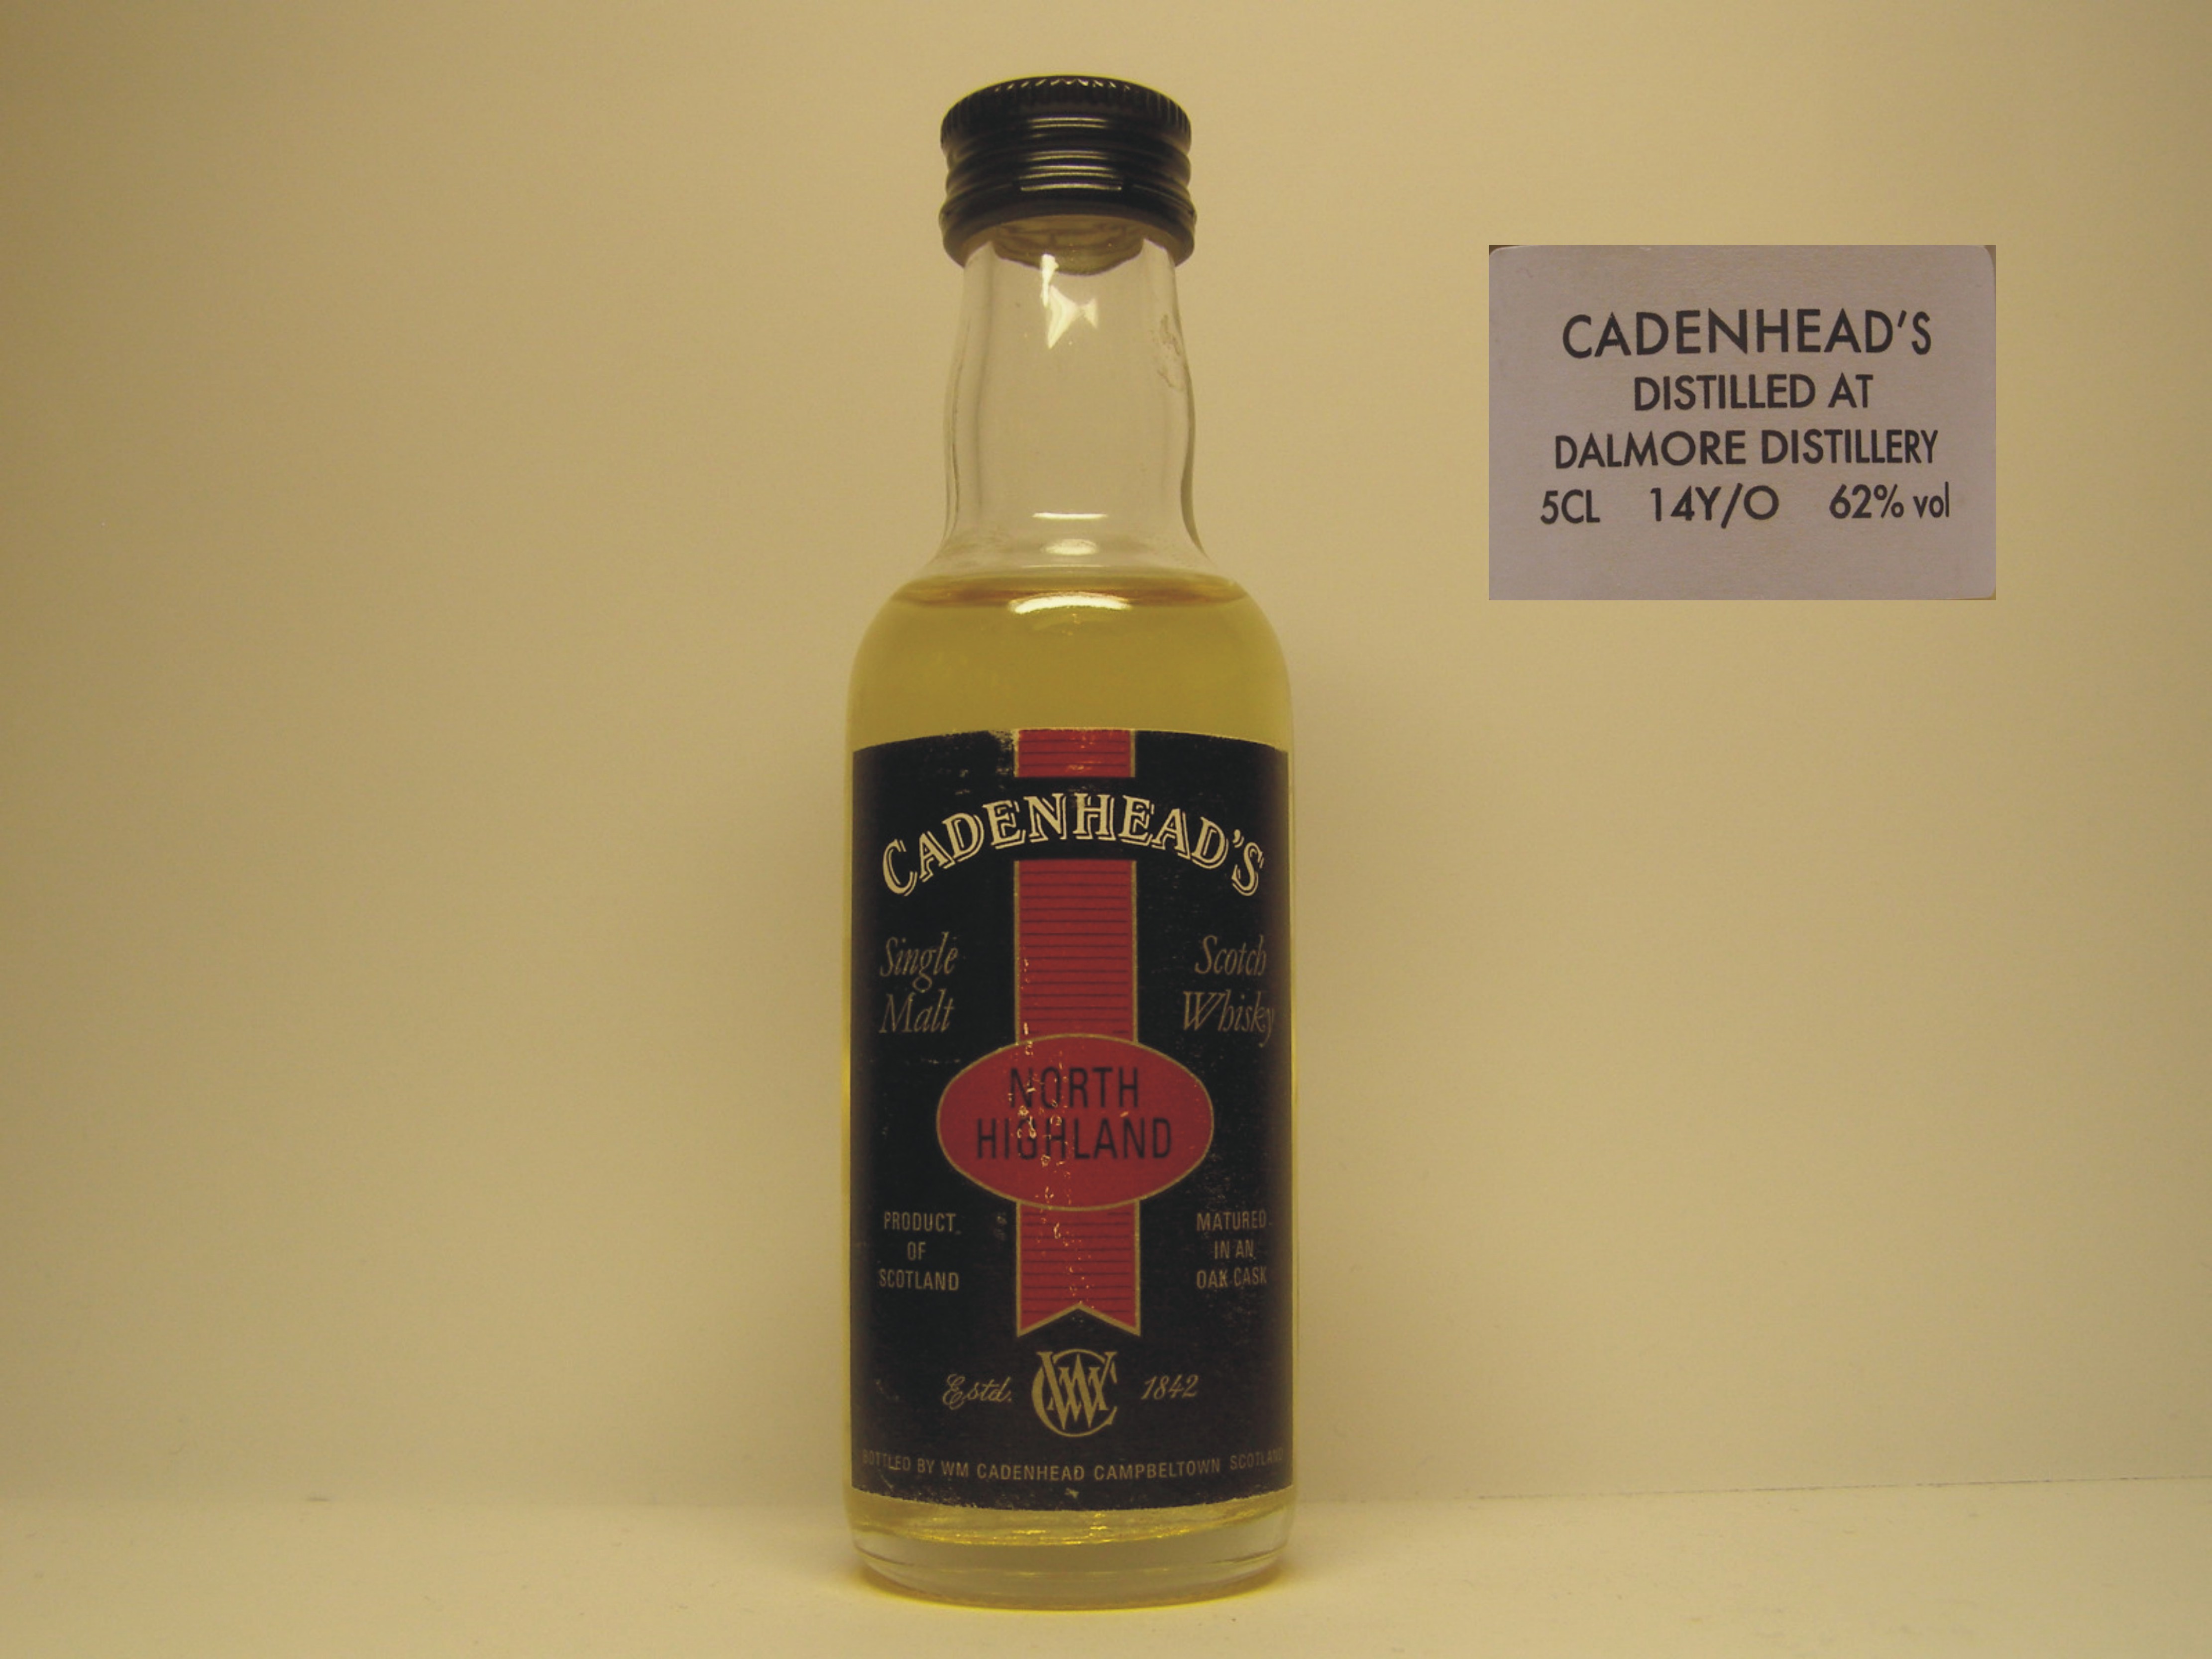 CADENHEAD'S
Single
Malt
Scotch
Whisky
NORTH
HIGHLAND
PRODUCT
OF
SCOTLAND
MATURED
IN AN
OAK CASK
Estd. WC 1842
BOTTLED BY WM CADENHEAD CAMPBELTOWN SCOTLAND
CADENHEAD'S
DISTILLED AT
DALMORE DISTILLERY
5CL 14Y/O 62% vol